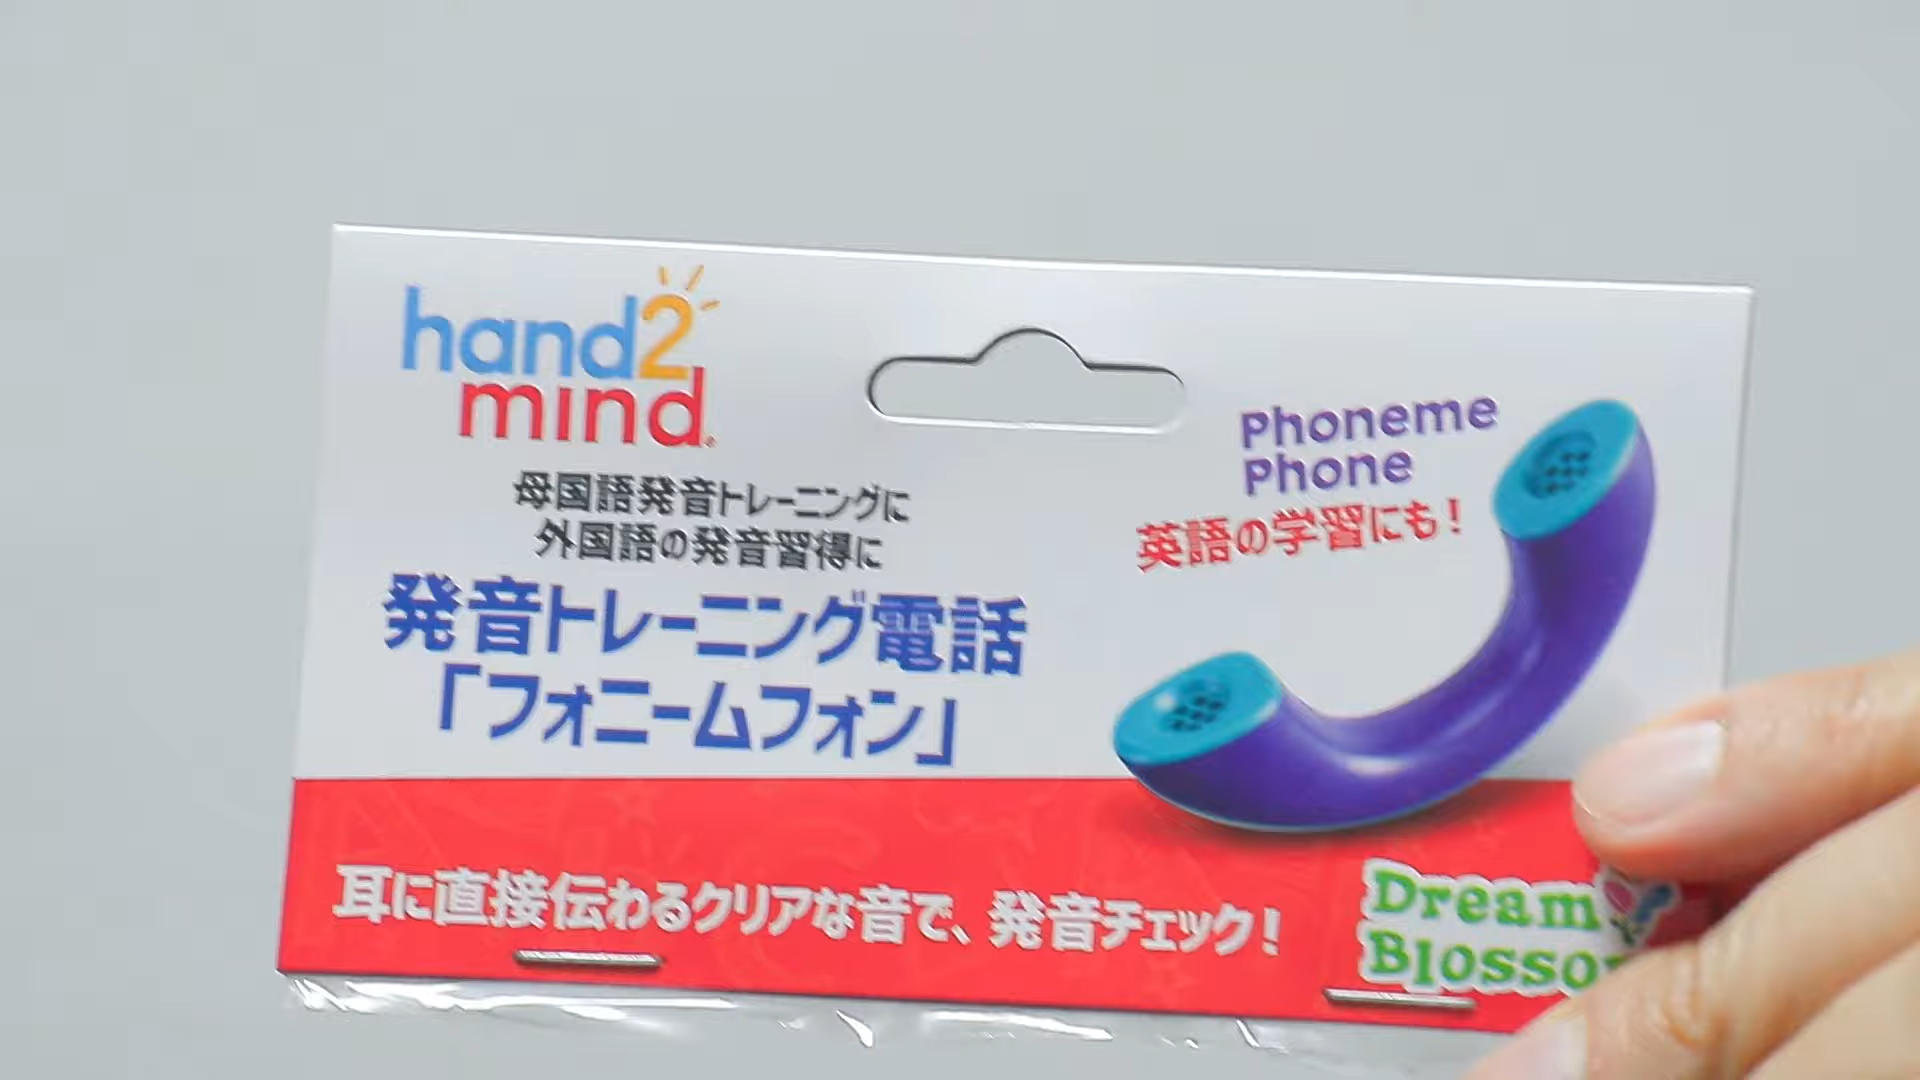 hand2
mind
母国語発音トレーニングに
外国語の発音習得に
発音トレーニング電話
「フォニームフォン」
Phoneme
Phone
英語の学習にも!
耳に直接伝わるクリアな音で、発音チェック!
Dream